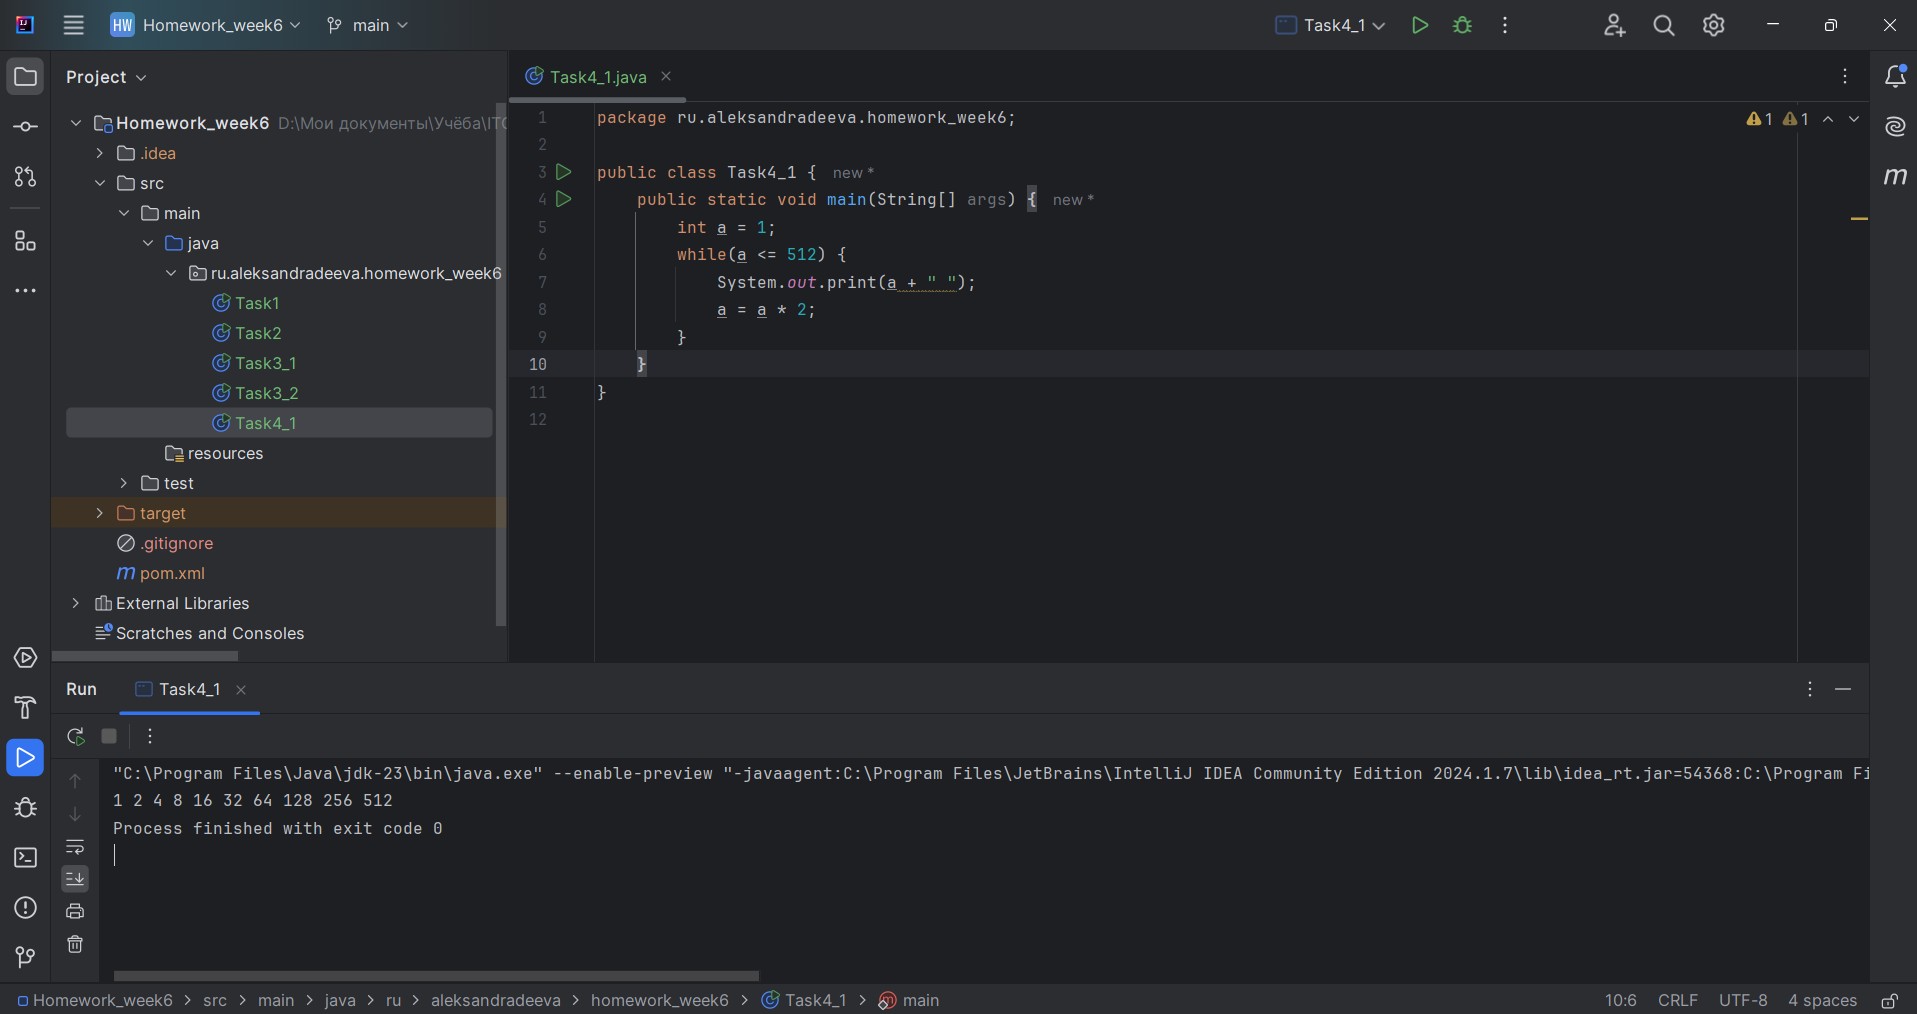 HW Homework_week6 main Task4_1
Project
Task4_1.java
Homework_week6 D:\Мои документы\Учёба\ITC
.idea
src
main
java
ru.aleksandradeeva.homework_week6
Task1
Task2
Task3_1
Task3_2
Task4_1
resources
test
target
.gitignore
pom.xml
External Libraries
Scratches and Consoles
1 package ru.aleksandradeeva.homework_week6; 1 1
2
3 public class Task4_1 { new *
4 public static void main(String[] args) { new *
5 int a = 1;
6 while(a <= 512) {
7 System.out.print(a + " ");
8 a = a * 2;
9 }
10 }
11 }
12
Run Task4_1
"C:\Program Files\Java\jdk-23\bin\java.exe" --enable-preview "-javaagent:C:\Program Files\JetBrains\IntelliJ IDEA Community Edition 2024.1.7\lib\idea_rt.jar=54368:C:\Program Fi
1 2 4 8 16 32 64 128 256 512
Process finished with exit code 0
Homework_week6 > src > main > java > ru > aleksandradeeva > homework_week6 > Task4_1 > main 10:6 CRLF UTF-8 4 spaces